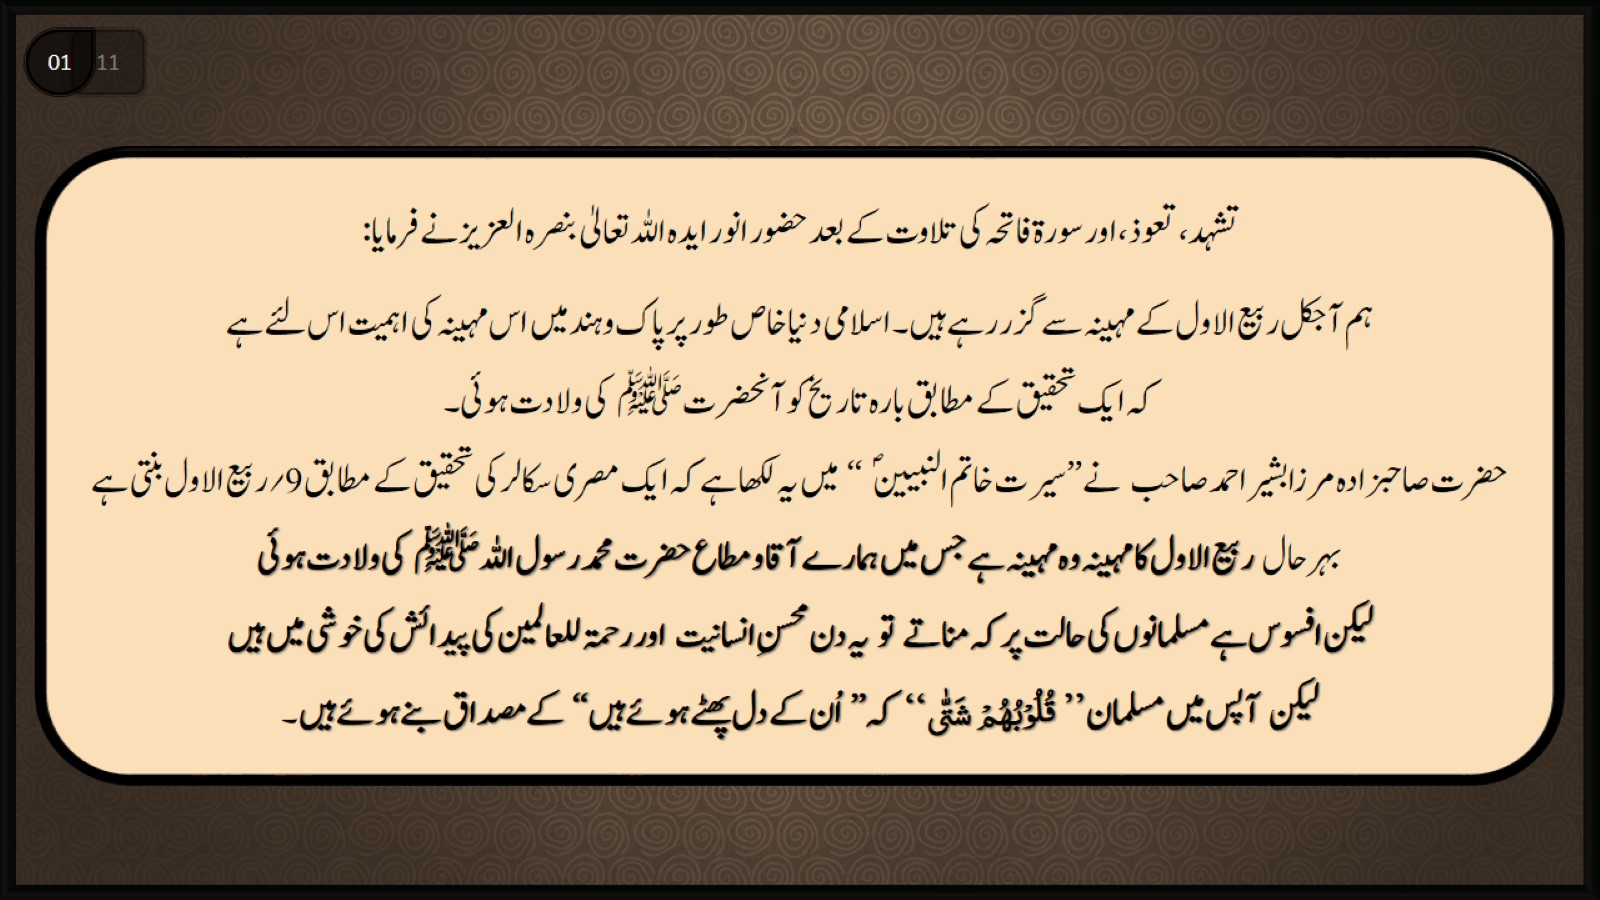 01
11
تشہد، تعوذ،اور سورۃ فاتحہ کی تلاوت کے بعد حضور انور ایدہ اللہ تعالیٰ بنصرہ العزیز نے فرمایا:
ہم آجکل ربیع الاول کے مہینہ سے گزر رہے ہیں۔ اسلامی دنیا خاص طور پر پاک و ہند میں اس مہینہ کی اہمیت اس لئے ہے
کہ ایک تحقیق کے مطابق بارہ تاریخ کو آنحضرت ﷺ کی ولادت ہوئی۔
حضرت صاحبزادہ مرزا بشیر احمد صاحب نے ”سیرت خاتم النبیینؐ “ میں یہ لکھا ہے کہ ایک مصری سکالر کی تحقیق کے مطابق 9؍ربیع الاول بنتی ہے
بہر حال ربیع الاول کا مہینہ وہ مہینہ ہے جس میں ہمارے آقا و مطاع حضرت محمد رسول اللہ ﷺ کی ولادت ہوئی
لیکن افسوس ہے مسلمانوں کی حالت پر کہ مناتے تو یہ دن محسنِ انسانیت اور رحمۃ للعالمین کی پیدائش کی خوشی میں ہیں
لیکن آپس میں مسلمان ’’ قُلُوْبُهُمْ شَتّٰى ‘‘ کہ ” اُن کے دل پھٹے ہوئے ہیں“ کے مصداق بنے ہوئے ہیں۔